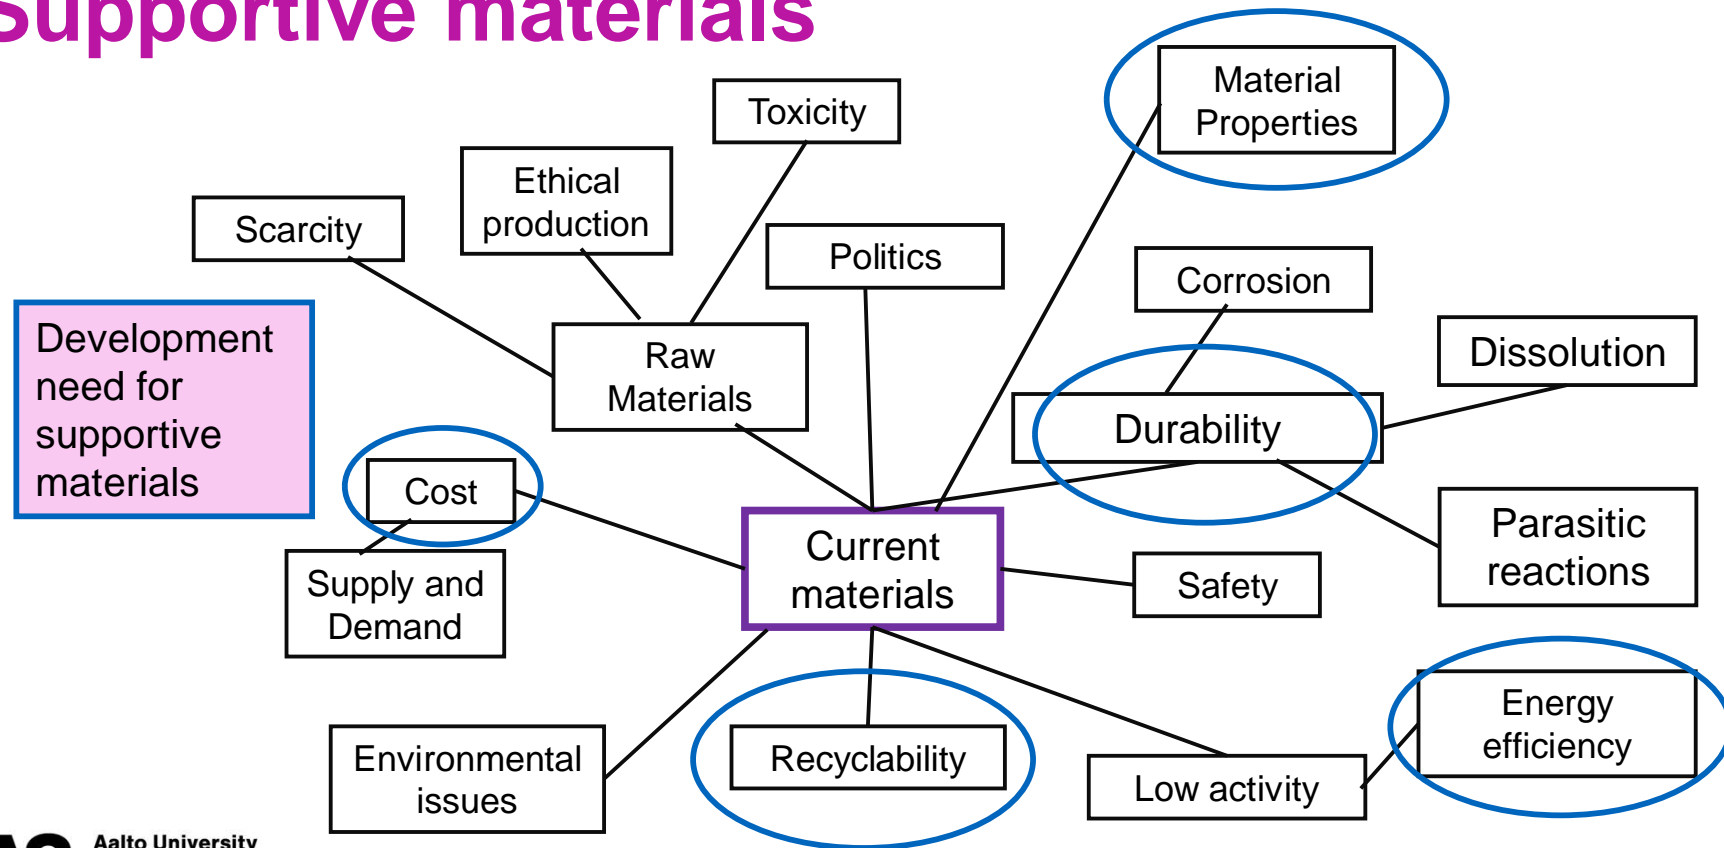 Supportive materials
Material
Properties
Toxicity
Ethical
production
Scarcity
Politics
Corrosion
Development
need for
supportive
materials
Raw
Materials
Dissolution
Durability
Cost
Current
materials
Parasitic
reactions
Supply and
Demand
Safety
Energy
efficiency
Environmental
issues
Recyclability
Low activity
Aalto University